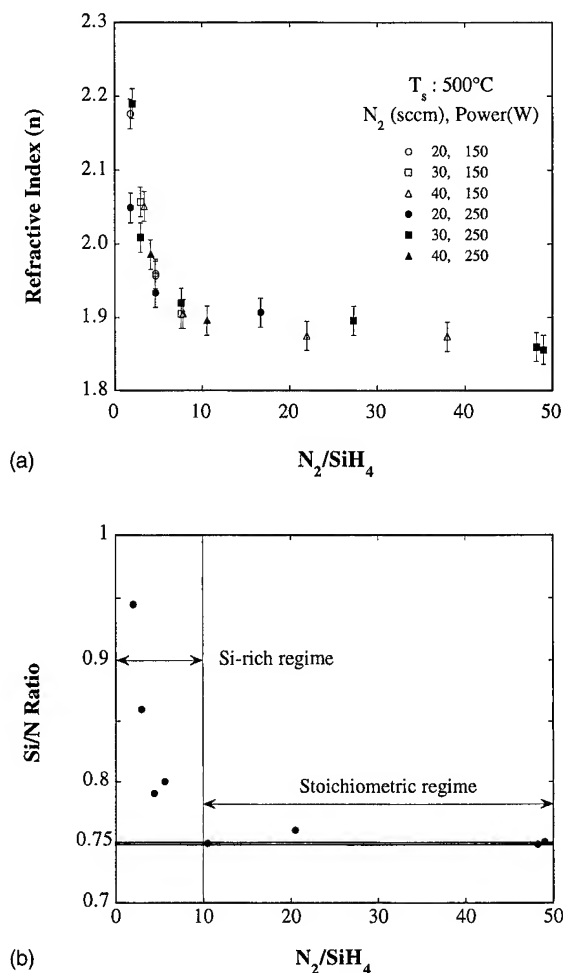 2.3
2.2
2.1
2.0
1.9
1.8
Refractive Index (n)
Tₛ : 500°C
N₂ (sccm), Power(W)
20, 150
30, 150
40, 150
20, 250
30, 250
40, 250
0 10 20 30 40 50
(a)
N₂/SiH₄
1
0.9
0.8
0.75
0.7
Si/N Ratio
Si-rich regime
Stoichiometric regime
0 10 20 30 40 50
(b)
N₂/SiH₄